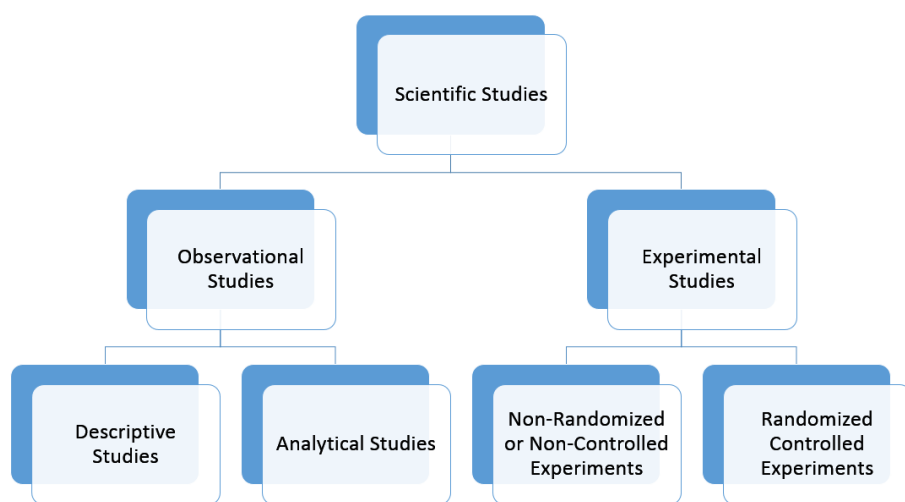 Scientific Studies
Observational
Studies
Experimental
Studies
Descriptive
Studies
Analytical Studies
Non-Randomized
or Non-Controlled
Experiments
Randomized
Controlled
Experiments